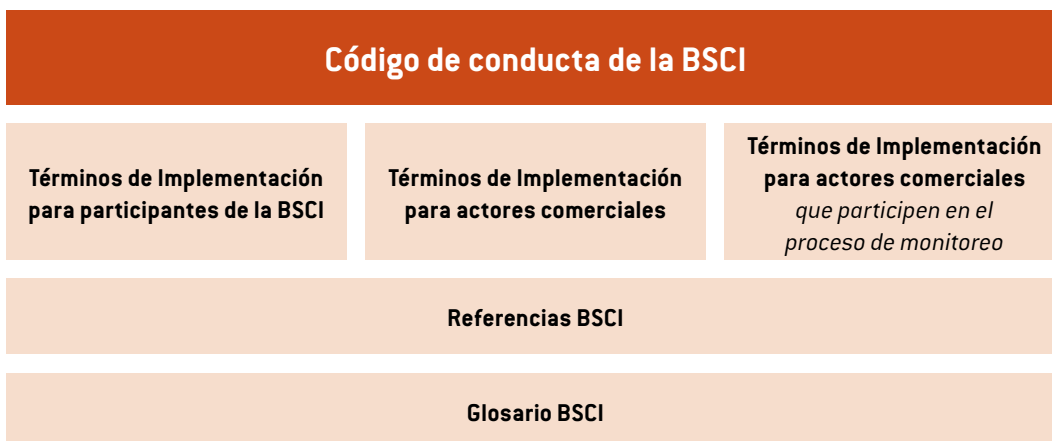 Código de conducta de la BSCI
Términos de Implementación
para participantes de la BSCI
Términos de Implementación
para actores comerciales
Términos de Implementación
para actores comerciales
que participen en el
proceso de monitoreo
Referencias BSCI
Glosario BSCI